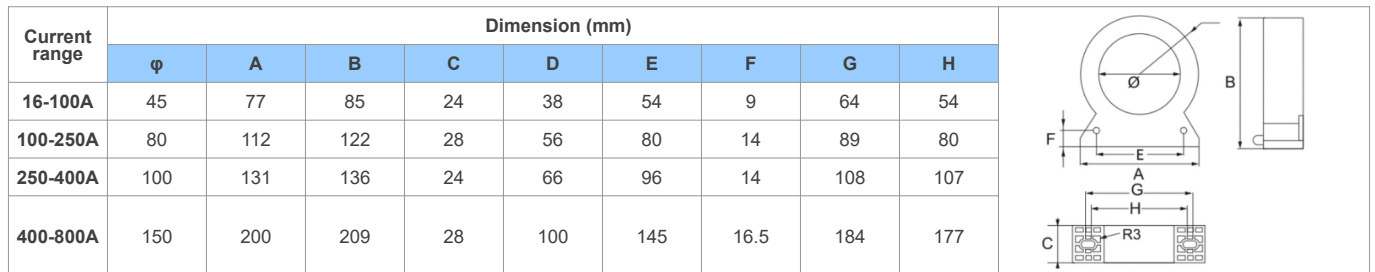 Current range
Dimension (mm)
φ A B C D E F G H
16-100A 45 77 85 24 38 54 9 64 54
100-250A 80 112 122 28 56 80 14 89 80
250-400A 100 131 136 24 66 96 14 108 107
400-800A 150 200 209 28 100 145 16.5 184 177
Ø
B
F
E
A
G
H
C
R3